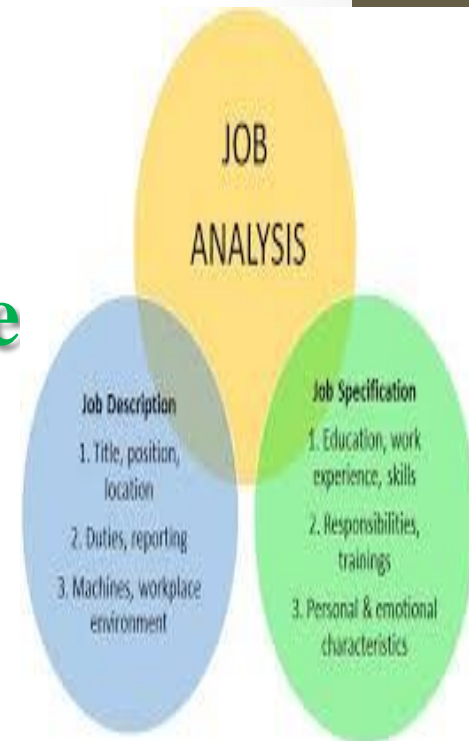 JOB
ANALYSIS
e
Job Description
1. Title, position,
location
2. Duties, reporting
3. Machines, workplace
environment
Job Specification
1. Education, work
experience, skills
2. Responsibilities,
trainings
3. Personal & emotional
characteristics